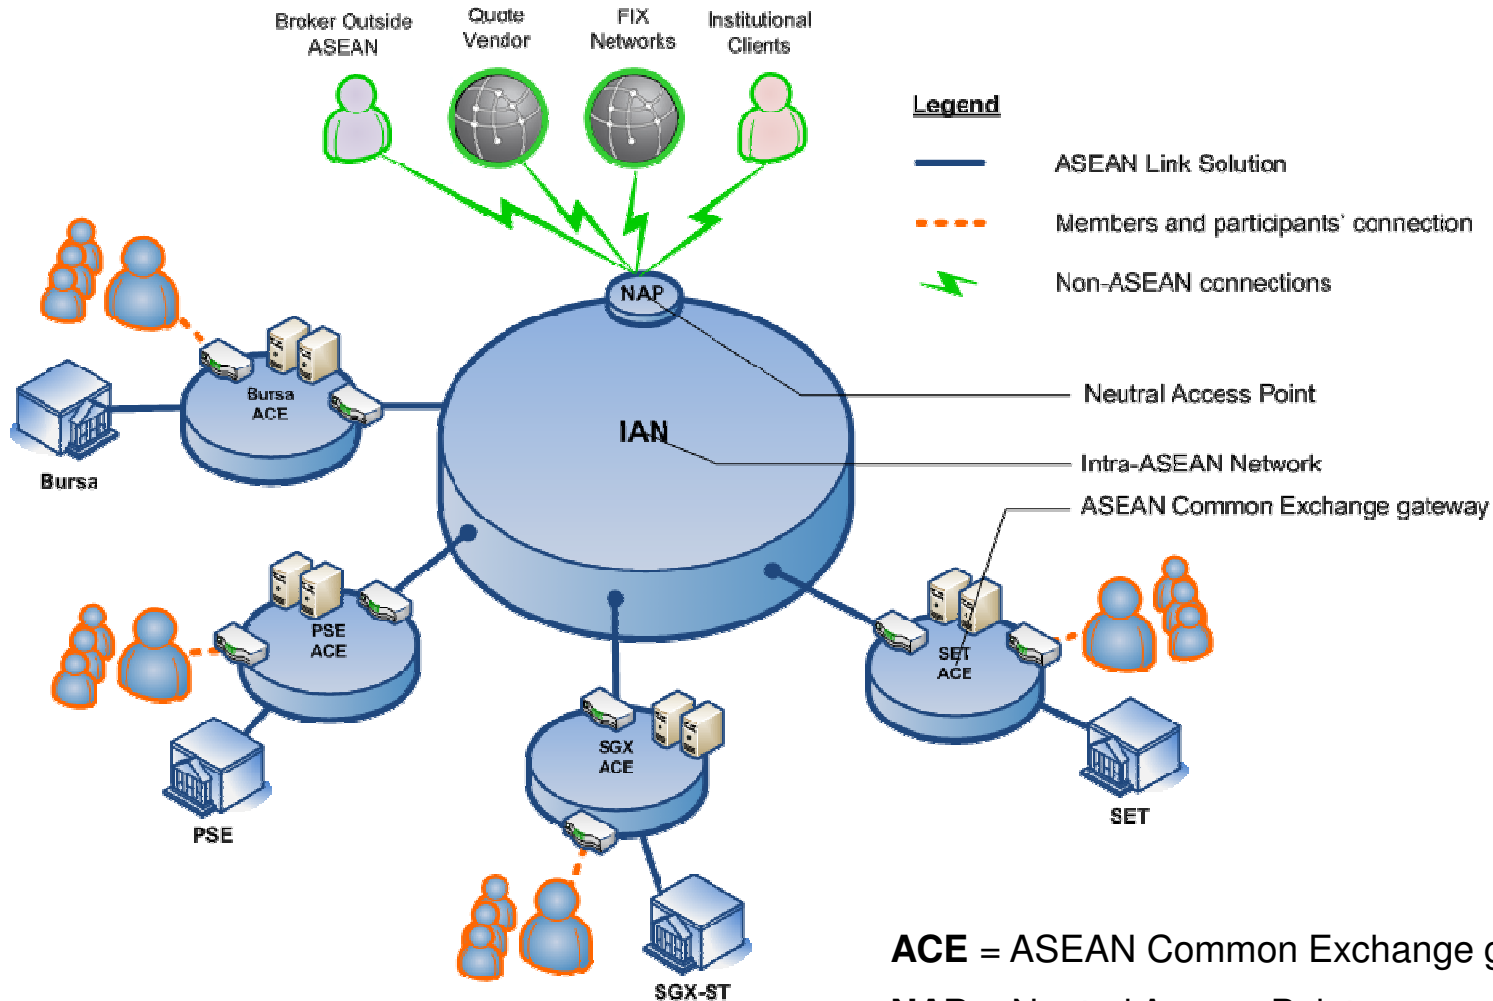 Broker Outside
ASEAN
Quote
Vendor
FIX
Networks
Institutional
Clients
Legend
ASEAN Link Solution
Members and participants' connection
Non-ASEAN connections
NAP
Neutral Access Point
IAN
Intra-ASEAN Network
ASEAN Common Exchange gateway
Bursa
ACE
Bursa
PSE
ACE
PSE
SGX
ACE
SGX-ST
SET
ACE
SET
ACE = ASEAN Common Exchange g